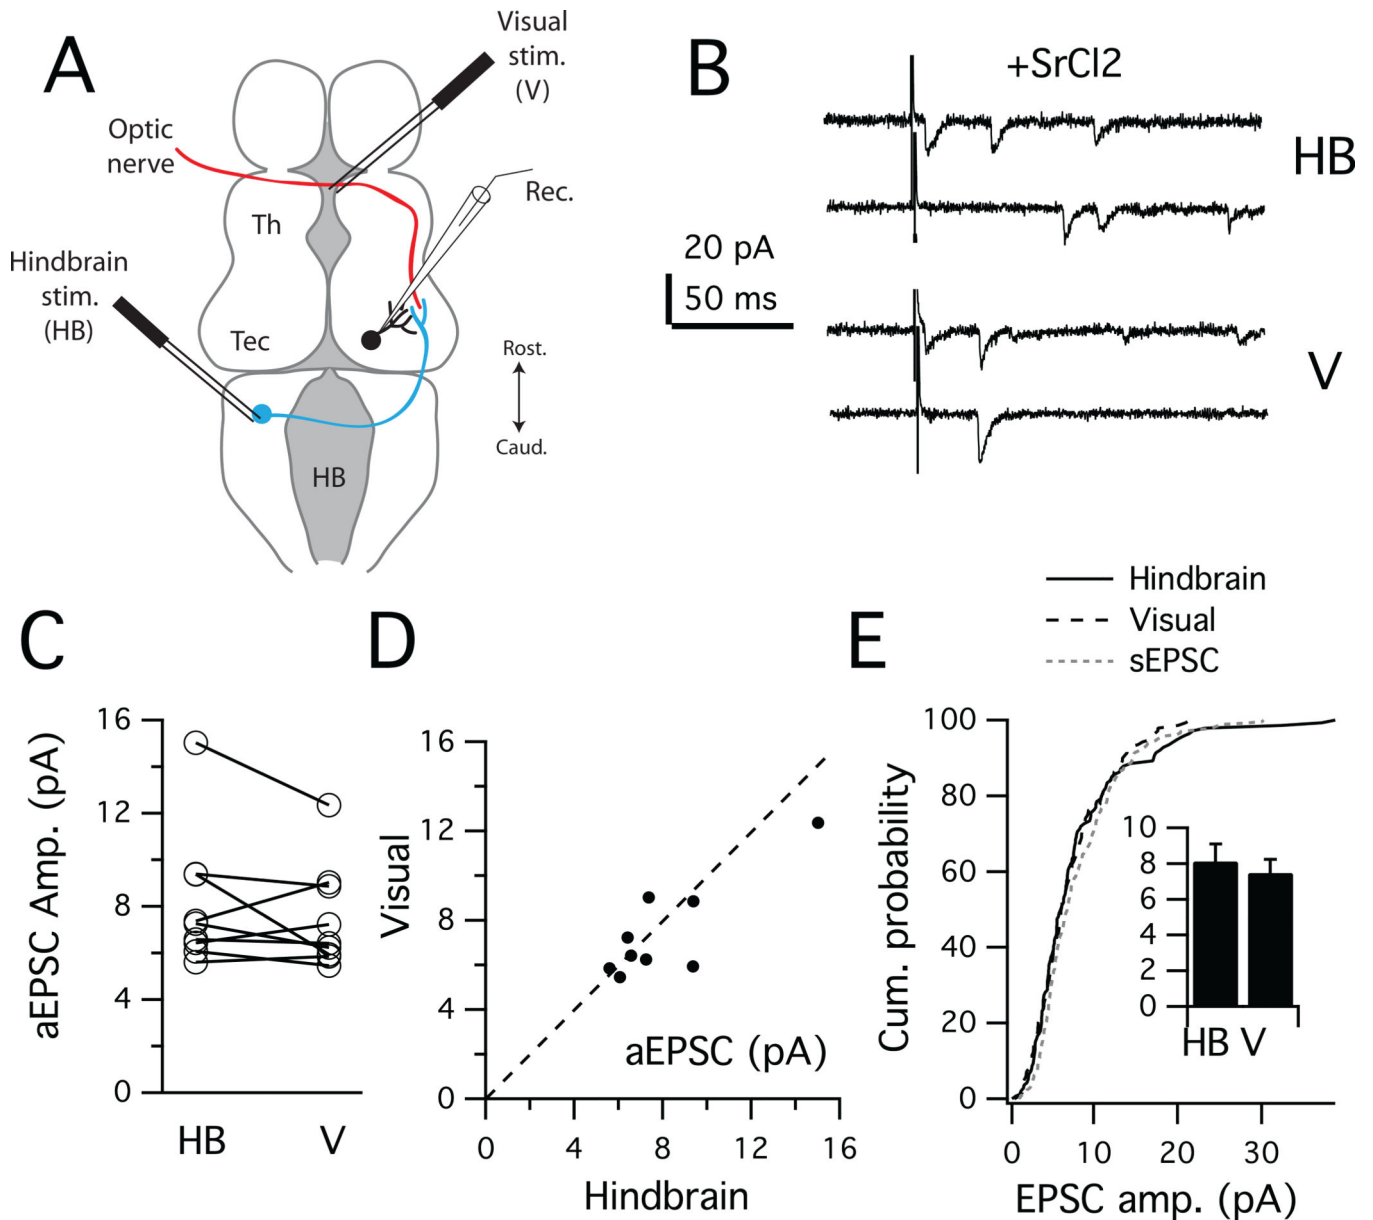 A
Visual
stim.
(V)
Optic
nerve
Rec.
Th
Hindbrain
stim.
(HB)
Tec
Rost.
Caud.
HB
B
+SrCl2
HB
20 pA
50 ms
V
C
aEPSC Amp. (pA)
16
12
8
4
0
HB V
D
Visual
16
12
8
4
0
aEPSC (pA)
0 4 8 12 16
Hindbrain
E
Hindbrain
Visual
sEPSC
Cum. probability
100
80
60
40
20
0
10
8
6
4
2
0
HB V
0 10 20 30
EPSC amp. (pA)